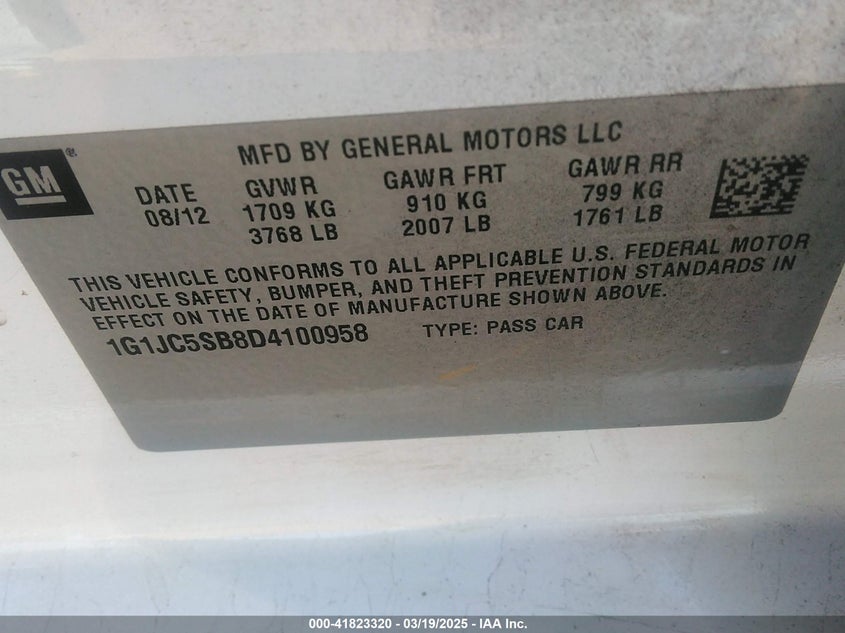 GM®
MFD BY GENERAL MOTORS LLC
DATE GVWR GAWR FRT GAWR RR
08/12 1709 KG 910 KG 799 KG
3768 LB 2007 LB 1761 LB
THIS VEHICLE CONFORMS TO ALL APPLICABLE U.S. FEDERAL MOTOR
VEHICLE SAFETY, BUMPER, AND THEFT PREVENTION STANDARDS IN
EFFECT ON THE DATE OF MANUFACTURE SHOWN ABOVE.
1G1JC5SB8D4100958 TYPE: PASS CAR
000-41823320 - 03/19/2025 - IAA Inc.